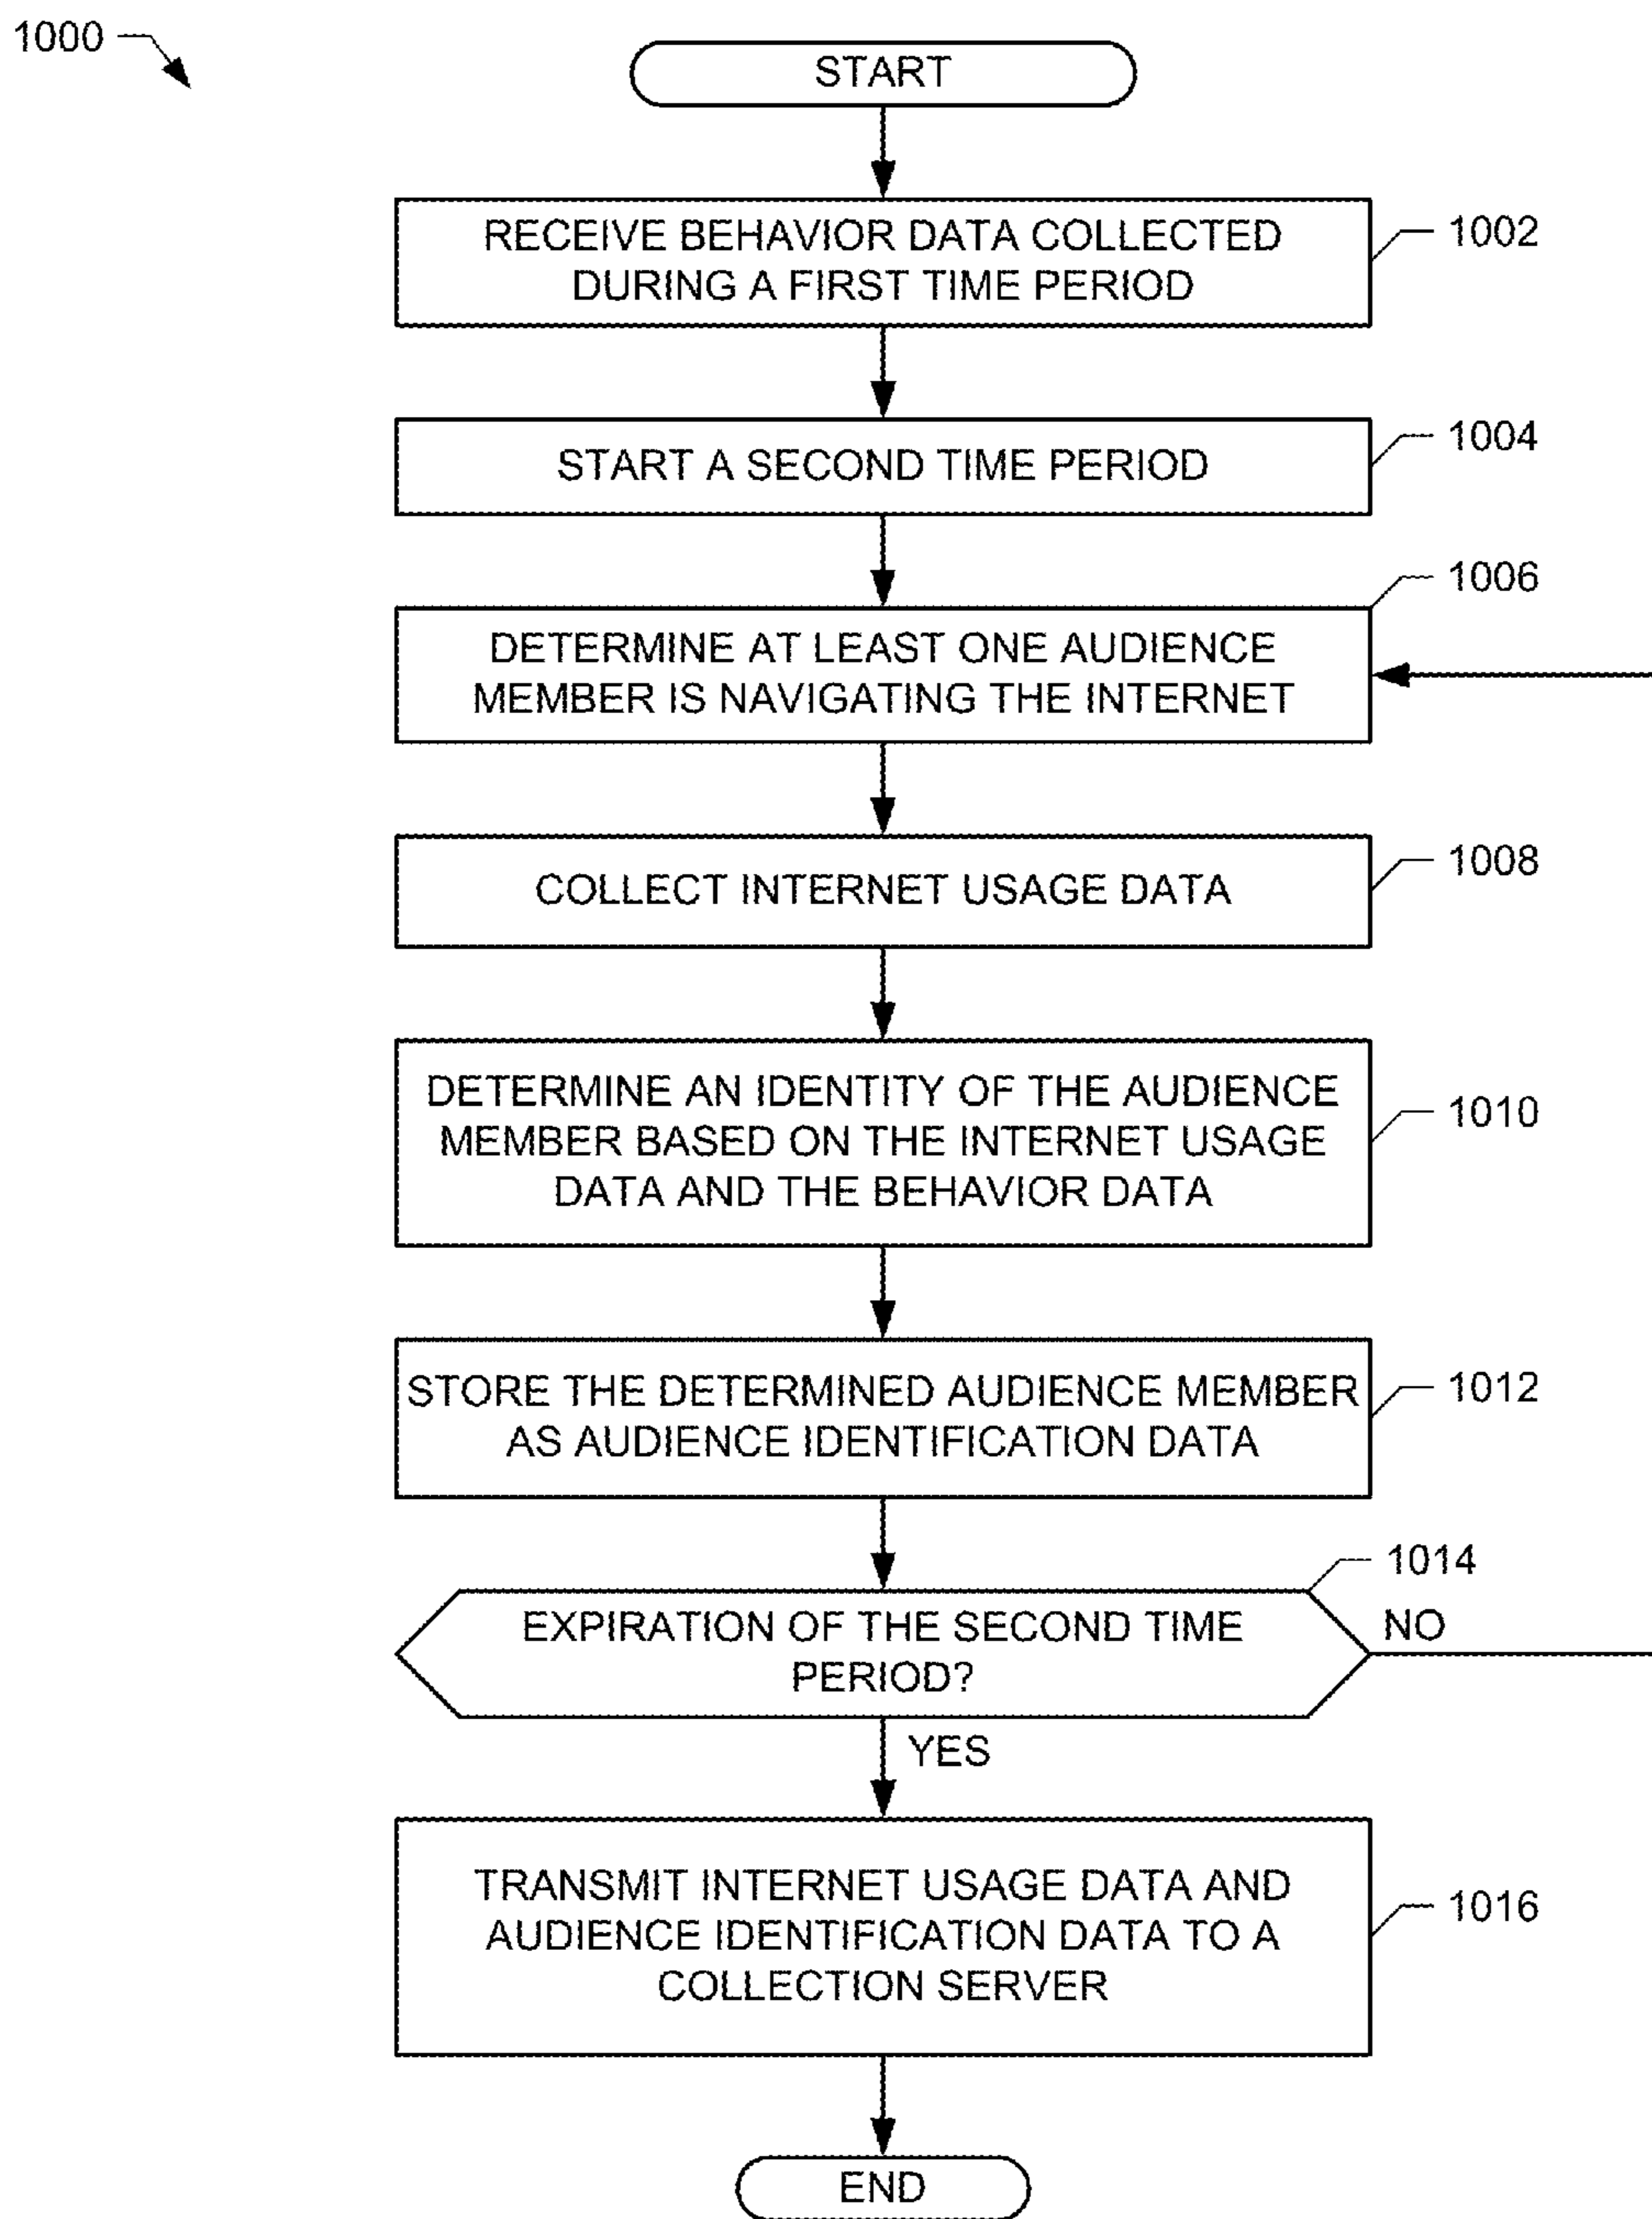 1000
START
RECEIVE BEHAVIOR DATA COLLECTED
DURING A FIRST TIME PERIOD
1002
START A SECOND TIME PERIOD
1004
1006
DETERMINE AT LEAST ONE AUDIENCE
MEMBER IS NAVIGATING THE INTERNET
COLLECT INTERNET USAGE DATA
1008
DETERMINE AN IDENTITY OF THE AUDIENCE
MEMBER BASED ON THE INTERNET USAGE
DATA AND THE BEHAVIOR DATA
1010
STORE THE DETERMINED AUDIENCE MEMBER
AS AUDIENCE IDENTIFICATION DATA
1012
1014
EXPIRATION OF THE SECOND TIME
PERIOD?
NO
YES
TRANSMIT INTERNET USAGE DATA AND
AUDIENCE IDENTIFICATION DATA TO A
COLLECTION SERVER
1016
END